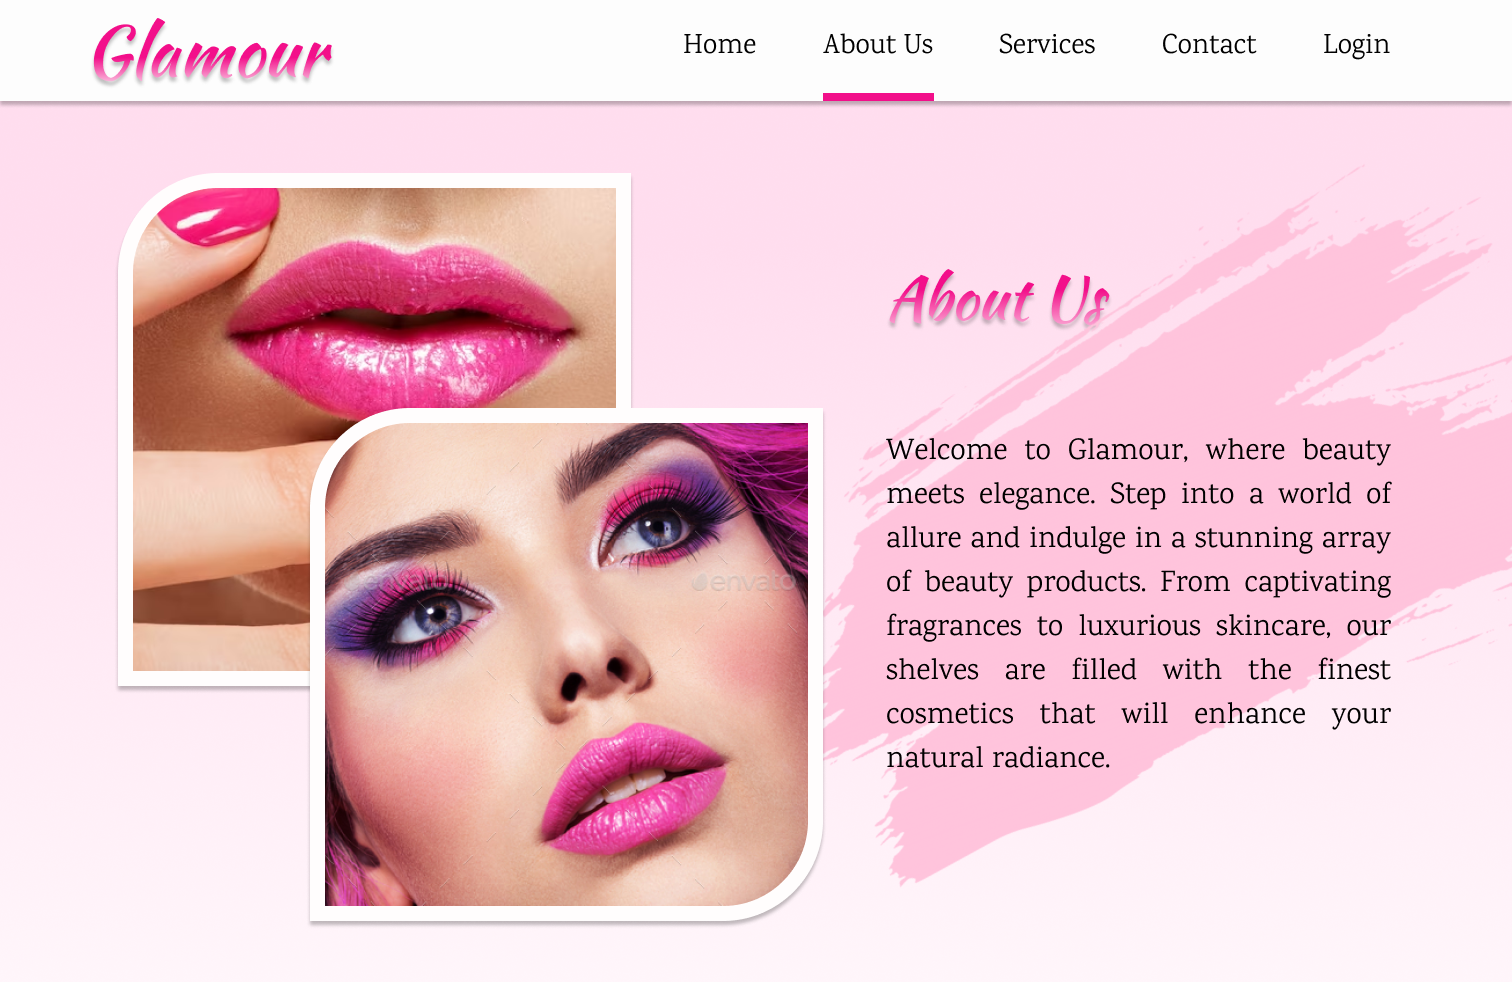 Glamour
Home About Us Services Contact Login
About Us
Welcome to Glamour, where beauty
meets elegance. Step into a world of
allure and indulge in a stunning array
of beauty products. From captivating
fragrances to luxurious skincare, our
shelves are filled with the finest
cosmetics that will enhance your
natural radiance.
envato
envato